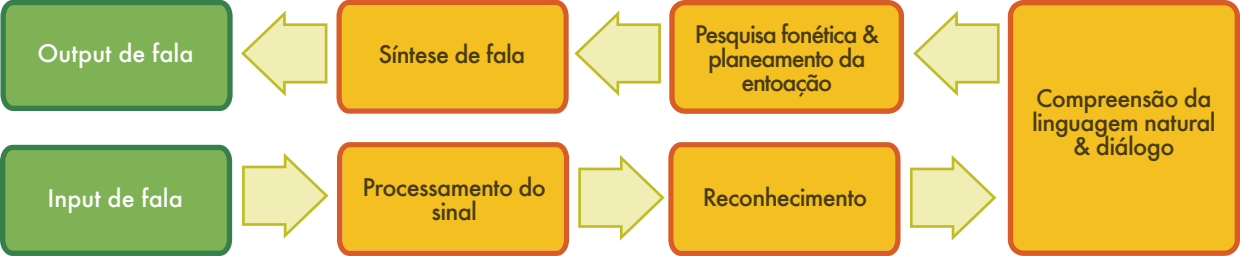 Output de fala
Síntese de fala
Pesquisa fonética &
planeamento da
entoação
Compreensão da
linguagem natural
& diálogo
Input de fala
Processamento do
sinal
Reconhecimento